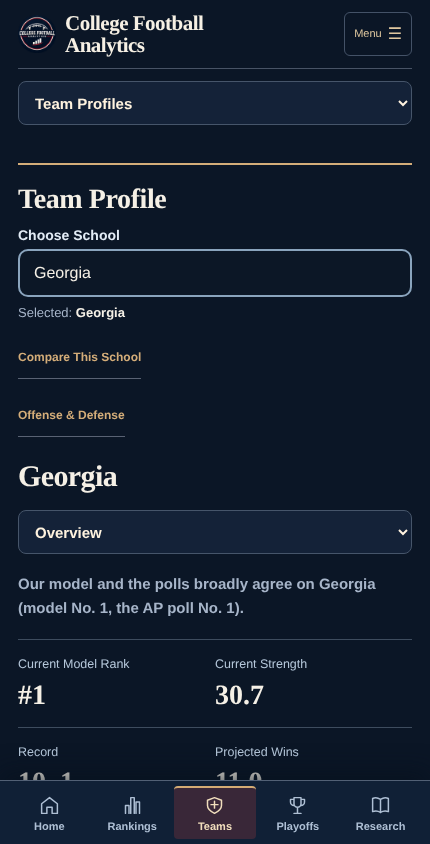 College Football
Analytics
Menu
Team Profiles
Team Profile
Choose School
Georgia
Selected: Georgia
Compare This School
Offense & Defense
Georgia
Overview
Our model and the polls broadly agree on Georgia
(model No. 1, the AP poll No. 1).
Current Model Rank
Current Strength
#1
30.7
Record
Projected Wins
Home
Rankings
Teams
Playoffs
Research